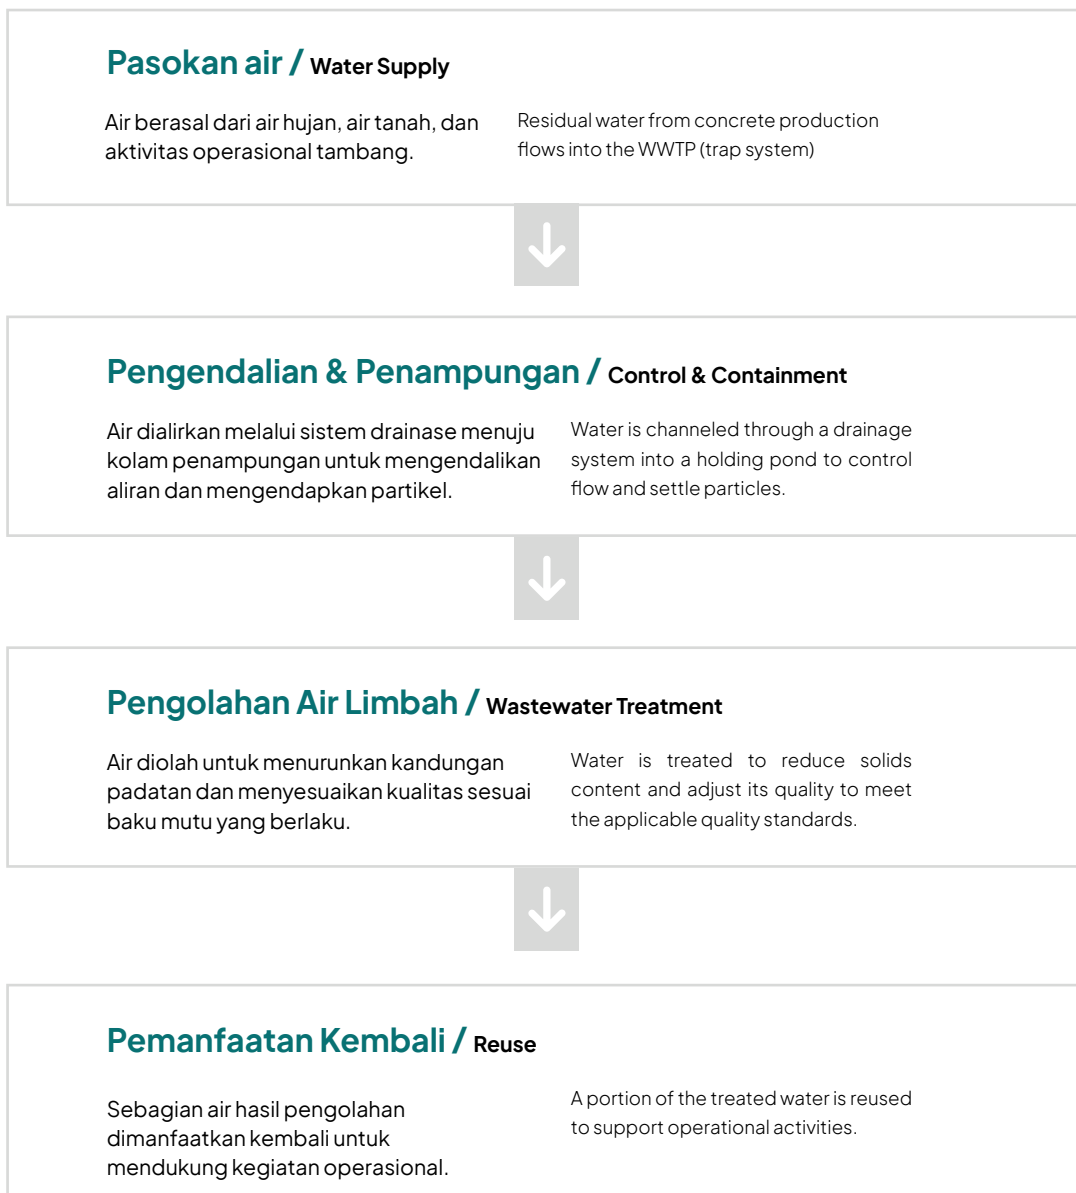 Pasokan air / Water Supply
Air berasal dari air hujan, air tanah, dan
aktivitas operasional tambang.
Residual water from concrete production
flows into the WWTP (trap system)
Pengendalian & Penampungan / Control & Containment
Air dialirkan melalui sistem drainase menuju
kolam penampungan untuk mengendalikan
aliran dan mengendapkan partikel.
Water is channeled through a drainage
system into a holding pond to control
flow and settle particles.
Pengolahan Air Limbah / Wastewater Treatment
Air diolah untuk menurunkan kandungan
padatan dan menyesuaikan kualitas sesuai
baku mutu yang berlaku.
Water is treated to reduce solids
content and adjust its quality to meet
the applicable quality standards.
Pemanfaatan Kembali / Reuse
Sebagian air hasil pengolahan
dimanfaatkan kembali untuk
mendukung kegiatan operasional.
A portion of the treated water is reused
to support operational activities.